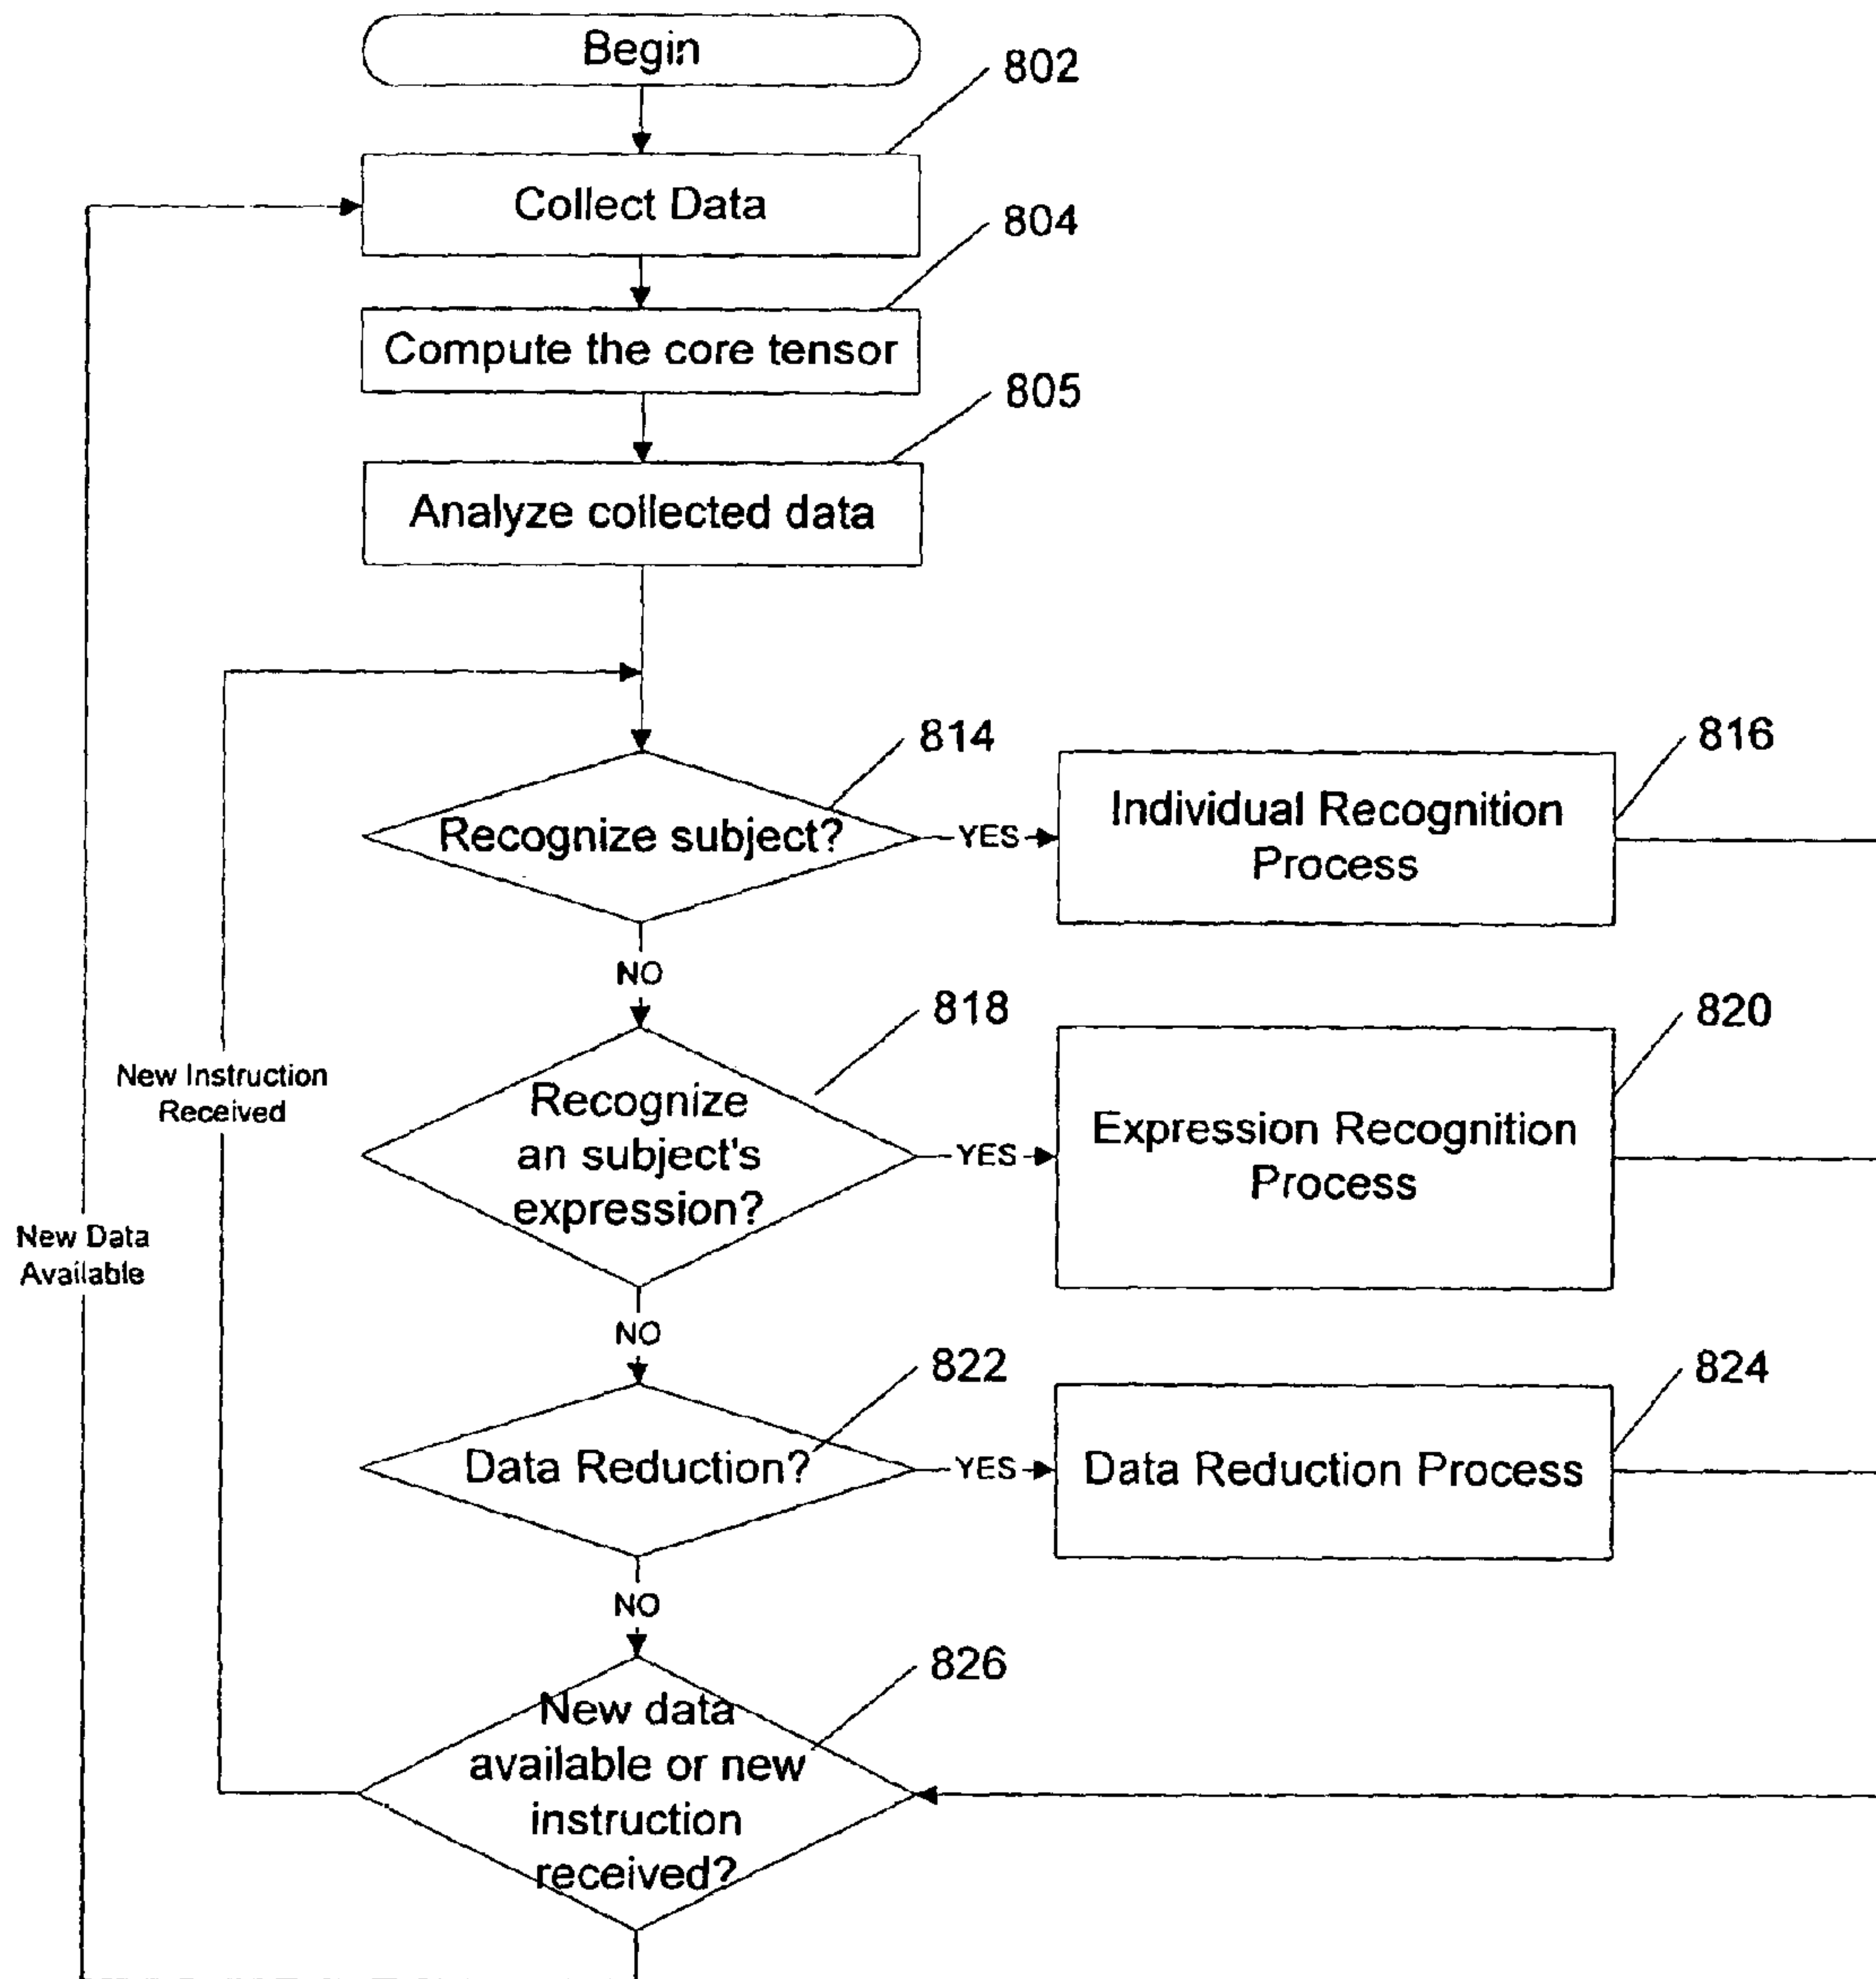 Begin
802
Collect Data
804
Compute the core tensor
805
Analyze collected data
814
Recognize subject?
YES
816
Individual Recognition
Process
NO
818
Recognize
an subject's
expression?
YES
820
Expression Recognition
Process
New Instruction
Received
New Data
Available
NO
822
Data Reduction?
YES
824
Data Reduction Process
NO
826
New data
available or new
instruction
received?